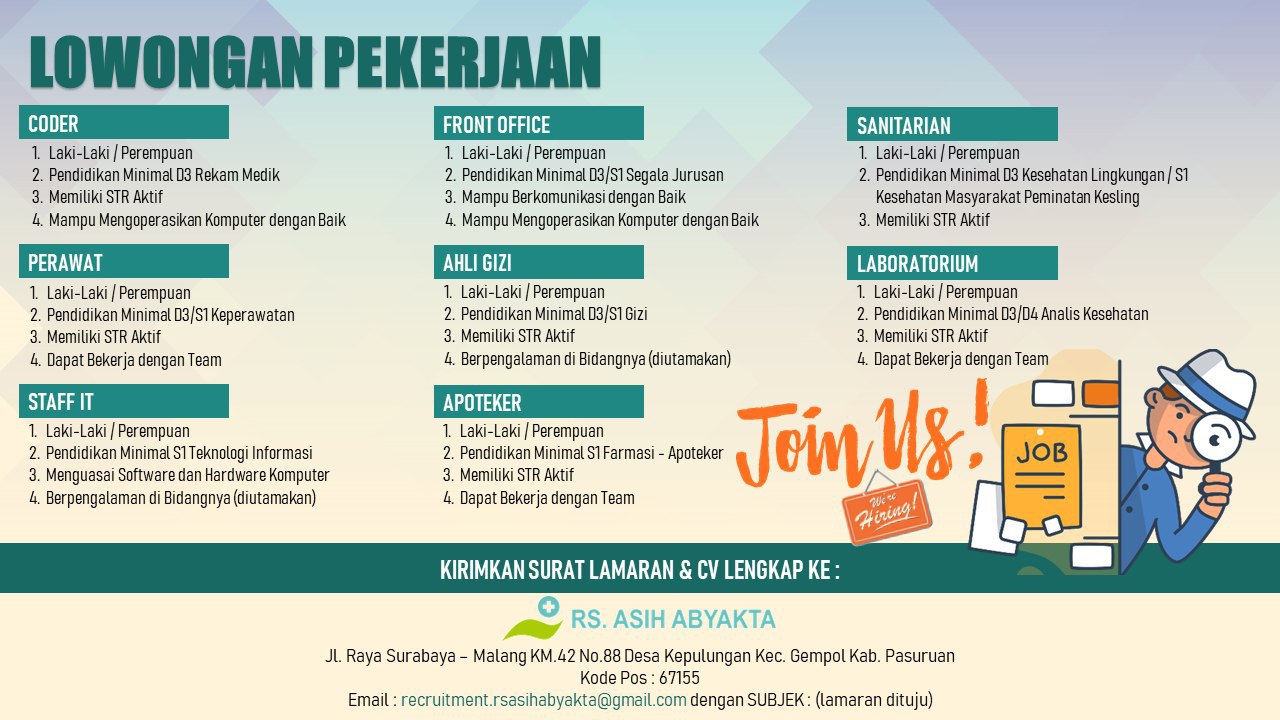 LOWONGAN PEKERJAAN
CODER
1. Laki-Laki / Perempuan
2. Pendidikan Minimal D3 Rekam Medik
3. Memiliki STR Aktif
4. Mampu Mengoperasikan Komputer dengan Baik
PERAWAT
1. Laki-Laki / Perempuan
2. Pendidikan Minimal D3/S1 Keperawatan
3. Memiliki STR Aktif
4. Dapat Bekerja dengan Team
STAFF IT
1. Laki-Laki / Perempuan
2. Pendidikan Minimal S1 Teknologi Informasi
3. Menguasai Software dan Hardware Komputer
4. Berpengalaman di Bidangnya (diutamakan)
FRONT OFFICE
1. Laki-Laki / Perempuan
2. Pendidikan Minimal D3/S1 Segala Jurusan
3. Mampu Berkomunikasi dengan Baik
4. Mampu Mengoperasikan Komputer dengan Baik
AHLI GIZI
1. Laki-Laki / Perempuan
2. Pendidikan Minimal D3/S1 Gizi
3. Memiliki STR Aktif
4. Berpengalaman di Bidangnya (diutamakan)
APOTEKER
1. Laki-Laki / Perempuan
2. Pendidikan Minimal S1 Farmasi - Apoteker
3. Memiliki STR Aktif
4. Dapat Bekerja dengan Team
SANITARIAN
1. Laki-Laki / Perempuan
2. Pendidikan Minimal D3 Kesehatan Lingkungan / S1
Kesehatan Masyarakat Peminatan Kesling
3. Memiliki STR Aktif
LABORATORIUM
1. Laki-Laki / Perempuan
2. Pendidikan Minimal D3/D4 Analis Kesehatan
3. Memiliki STR Aktif
4. Dapat Bekerja dengan Team
Join Us!
We're
Hiring!
JOB
KIRIMKAN SURAT LAMARAN & CV LENGKAP KE :
RS. ASIH ABYAKTA
Jl. Raya Surabaya – Malang KM.42 No.88 Desa Kepulungan Kec. Gempol Kab. Pasuruan
Kode Pos : 67155
Email : recruitment.rsasihabyakta@gmail.com dengan SUBJEK : (lamaran dituju)